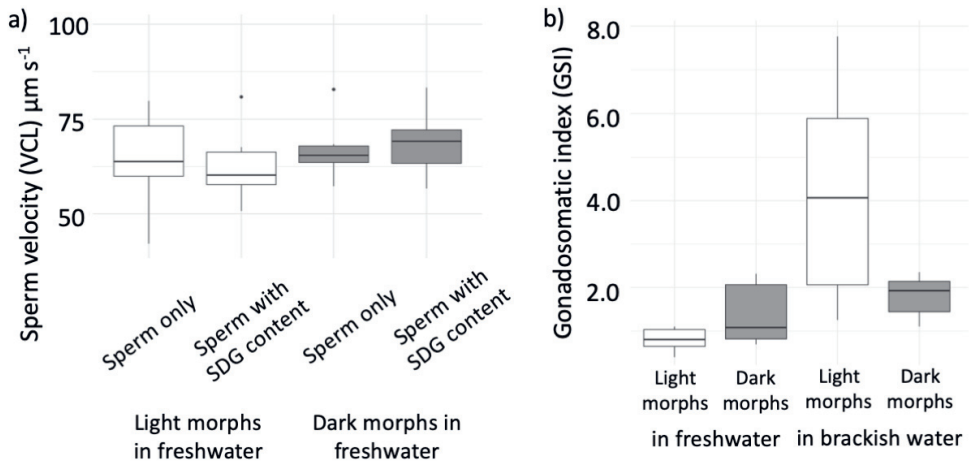 a)
Sperm velocity (VCL) µm s⁻¹
100
75
50
Sperm only
Sperm with
SDG content
Sperm only
Sperm with
SDG content
Light morphs
in freshwater
Dark morphs in
freshwater
b)
Gonadosomatic index (GSI)
8.0
6.0
4.0
2.0
Light
morphs
Dark
morphs
Light
morphs
Dark
morphs
in freshwater
in brackish water